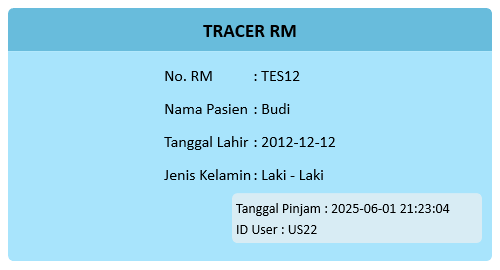 TRACER RM
No. RM : TES12
Nama Pasien : Budi
Tanggal Lahir : 2012-12-12
Jenis Kelamin : Laki - Laki
Tanggal Pinjam : 2025-06-01 21:23:04
ID User : US22